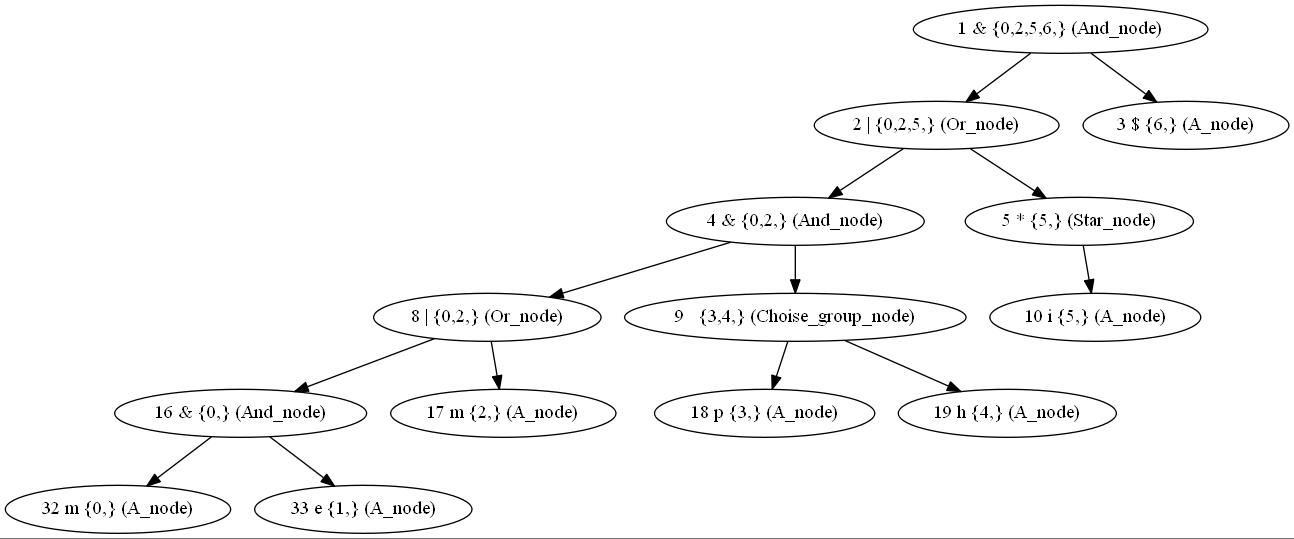 1 & {0,2,5,6,} (And_node)
2 | {0,2,5,} (Or_node)
3 $ {6,} (A_node)
4 & {0,2,} (And_node)
5 * {5,} (Star_node)
8 | {0,2,} (Or_node)
9 {3,4,} (Choise_group_node)
10 i {5,} (A_node)
16 & {0,} (And_node)
17 m {2,} (A_node)
18 p {3,} (A_node)
19 h {4,} (A_node)
32 m {0,} (A_node)
33 e {1,} (A_node)